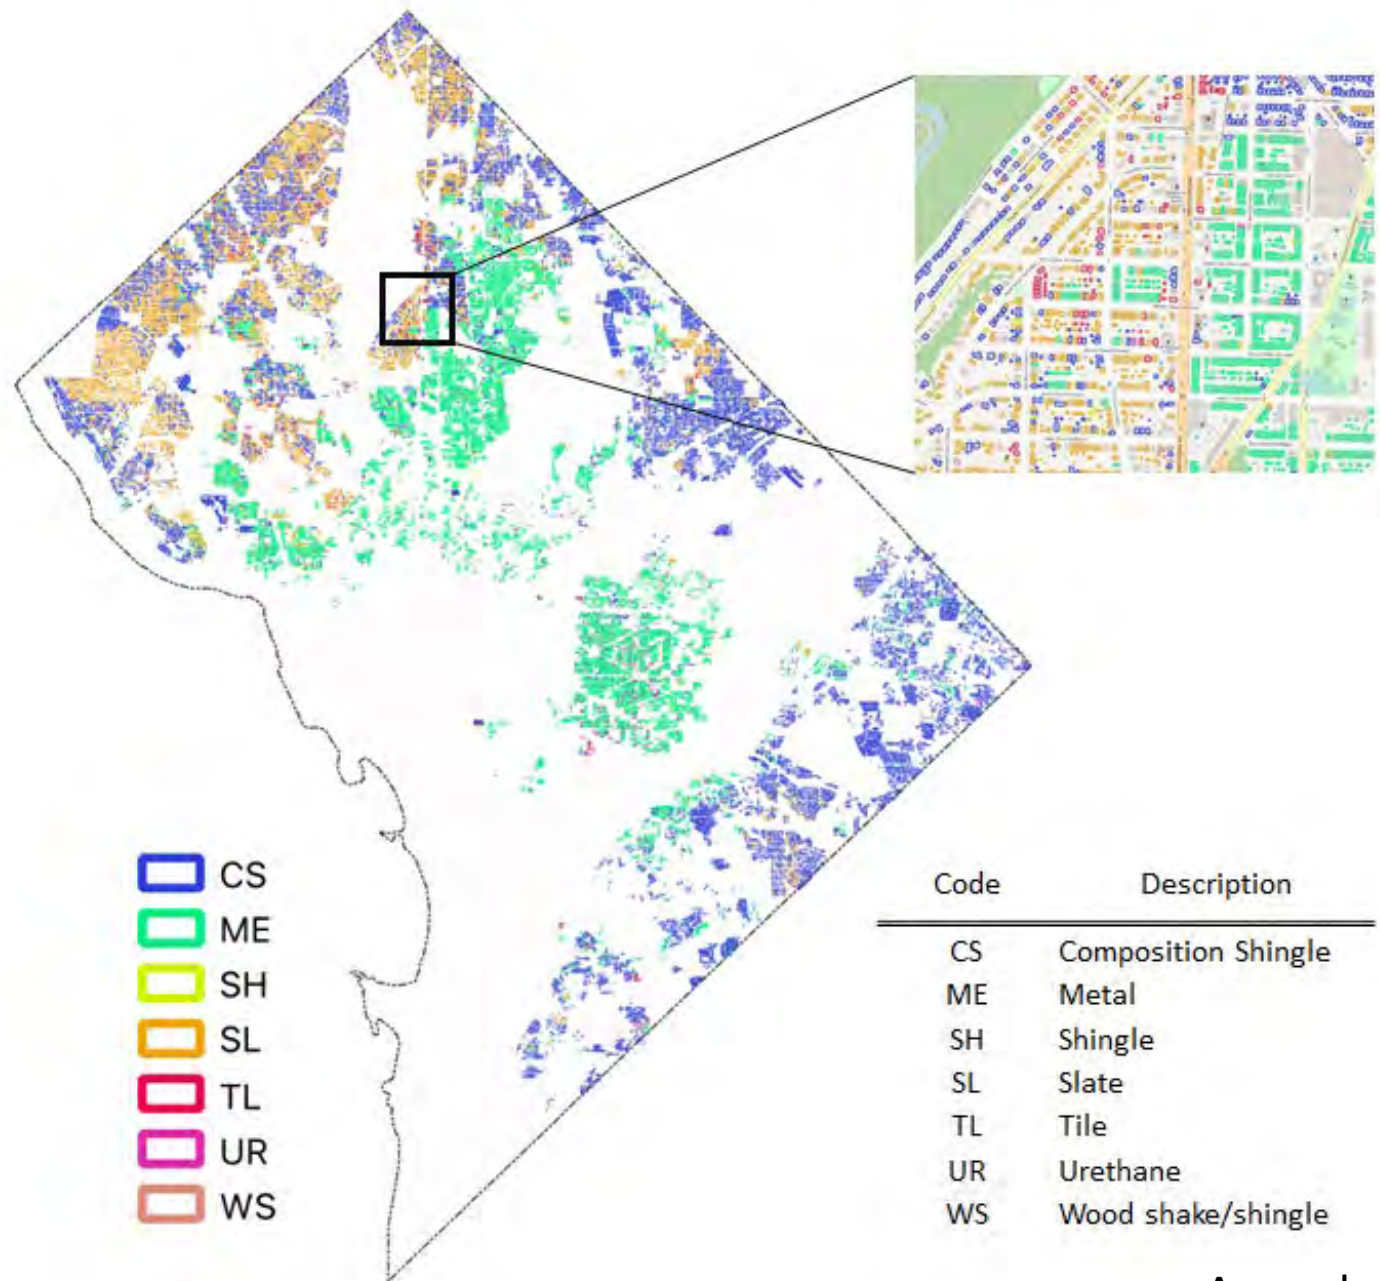 CS
ME
SH
SL
TL
UR
WS
Code Description
CS Composition Shingle
ME Metal
SH Shingle
SL Slate
TL Tile
UR Urethane
WS Wood shake/shingle